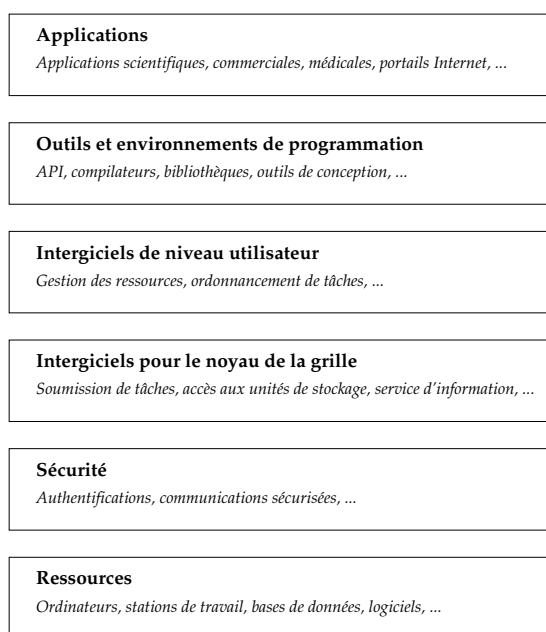 Applications
Applications scientifiques, commerciales, médicales, portails Internet, ...
Outils et environnements de programmation
API, compilateurs, bibliothèques, outils de conception, ...
Intergiciels de niveau utilisateur
Gestion des ressources, ordonnancement de tâches, ...
Intergiciels pour le noyau de la grille
Soumission de tâches, accès aux unités de stockage, service d'information, ...
Sécurité
Authentifications, communications sécurisées, ...
Ressources
Ordinateurs, stations de travail, bases de données, logiciels, ...